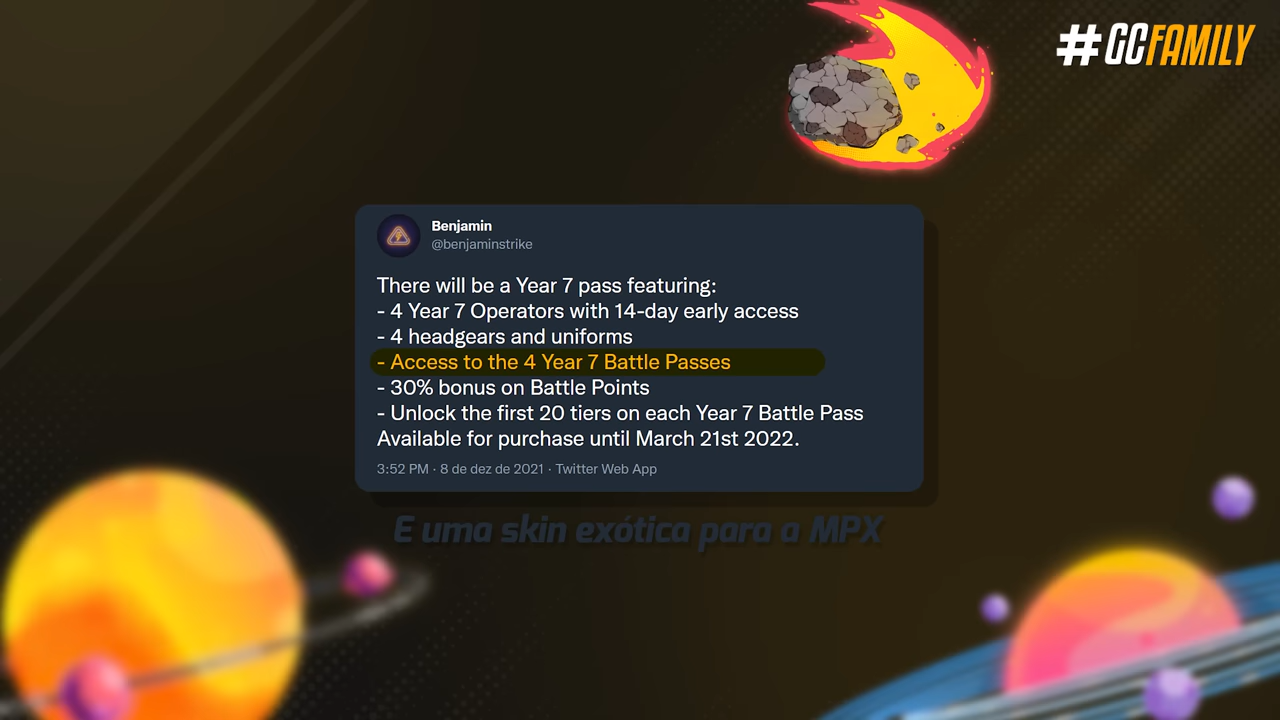 #GCFAMILY
Benjamin
@benjaminstrike
There will be a Year 7 pass featuring:
- 4 Year 7 Operators with 14-day early access
- 4 headgears and uniforms
- Access to the 4 Year 7 Battle Passes
- 30% bonus on Battle Points
- Unlock the first 20 tiers on each Year 7 Battle Pass
Available for purchase until March 21st 2022.
3:52 PM · 8 de dez de 2021 · Twitter Web App
E uma skin exótica para a MPX